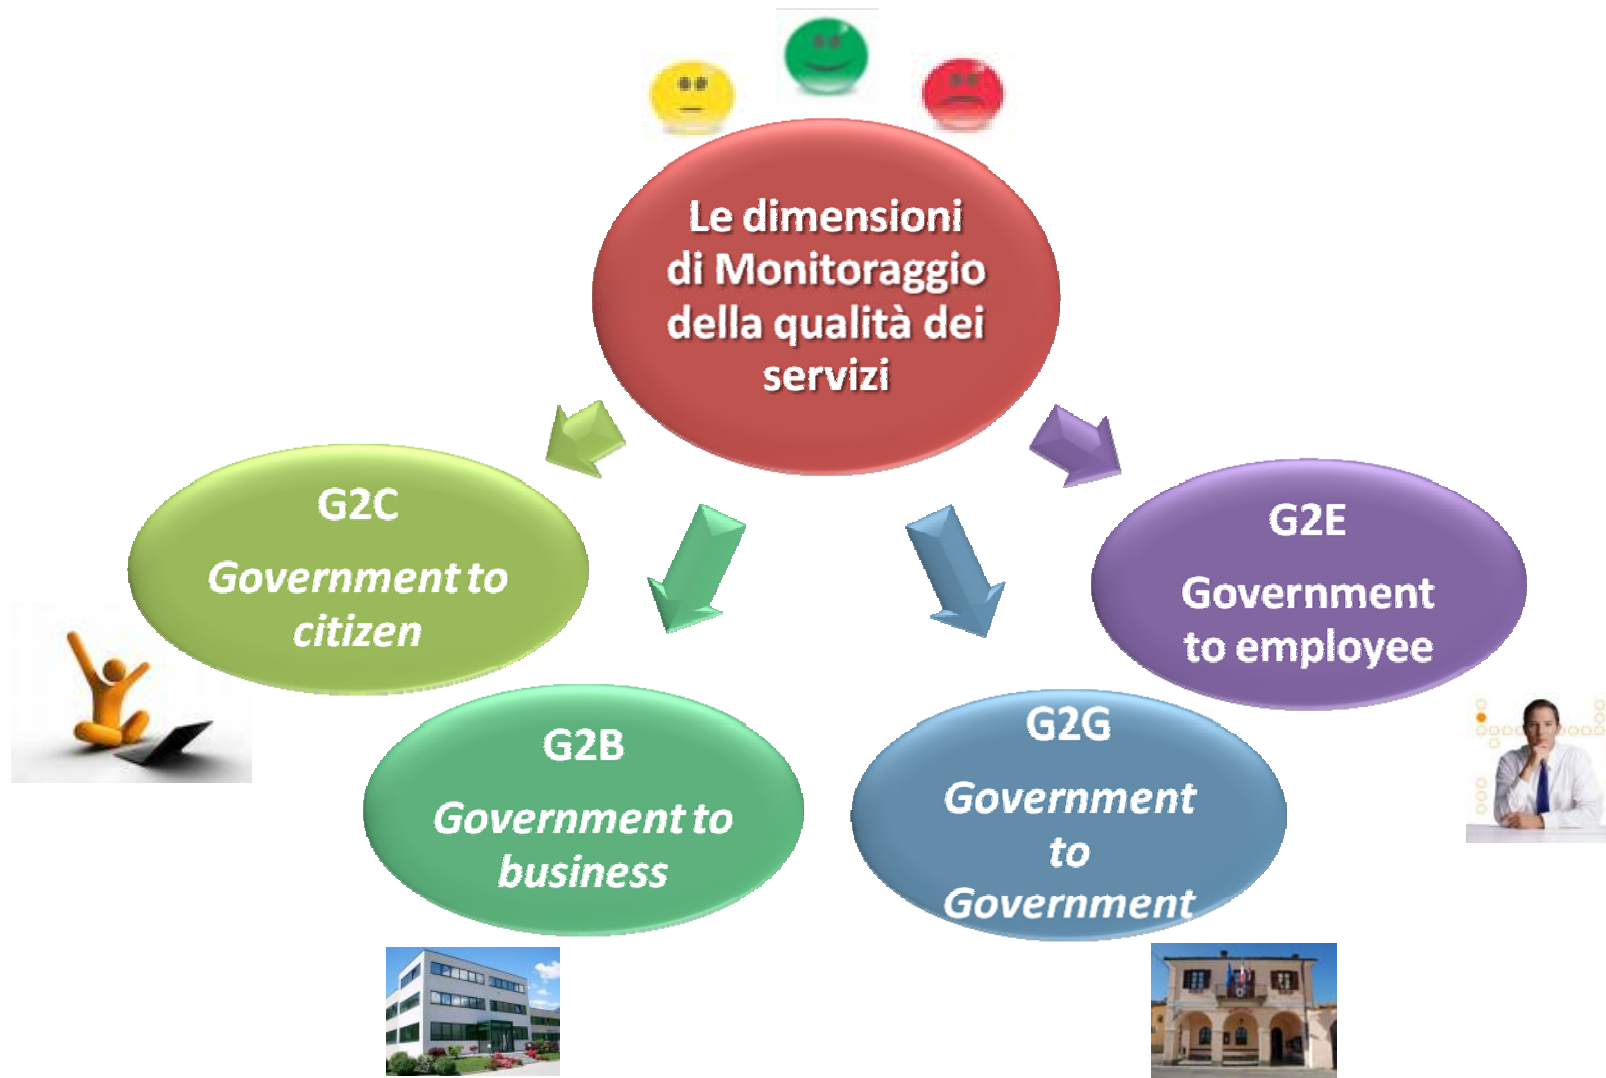 Le dimensioni
di Monitoraggio
della qualità dei
servizi
G2C
Government to
citizen
G2B
Government to
business
G2G
Government
to
Government
G2E
Government
to employee